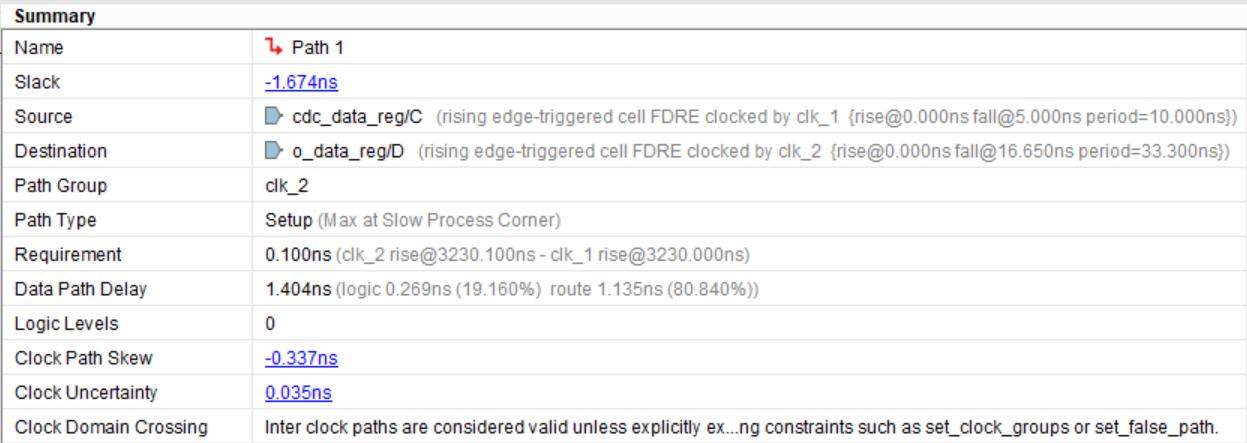 Summary
Name Path 1
Slack -1.674ns
Source cdc_data_reg/C (rising edge-triggered cell FDRE clocked by clk_1 {rise@0.000ns fall@5.000ns period=10.000ns})
Destination o_data_reg/D (rising edge-triggered cell FDRE clocked by clk_2 {rise@0.000ns fall@16.650ns period=33.300ns})
Path Group clk_2
Path Type Setup (Max at Slow Process Corner)
Requirement 0.100ns (clk_2 rise@3230.100ns - clk_1 rise@3230.000ns)
Data Path Delay 1.404ns (logic 0.269ns (19.160%) route 1.135ns (80.840%))
Logic Levels 0
Clock Path Skew -0.337ns
Clock Uncertainty 0.035ns
Clock Domain Crossing Inter clock paths are considered valid unless explicitly ex...ng constraints such as set_clock_groups or set_false_path.